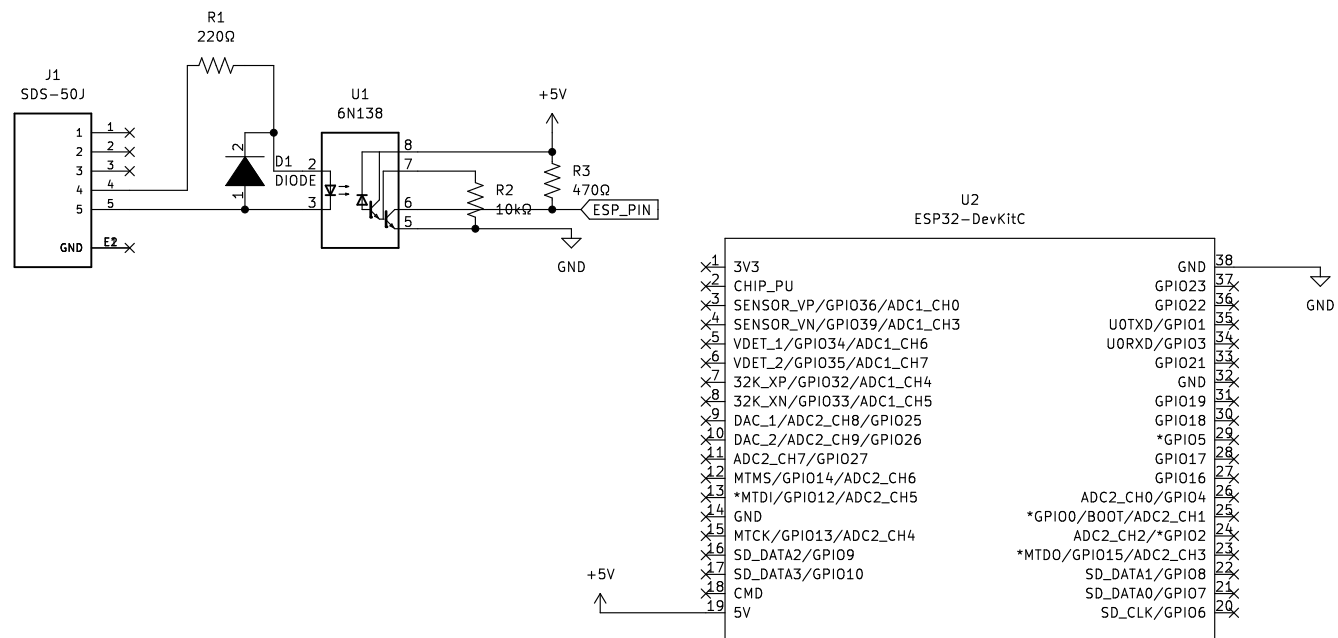 R1
220Ω
J1
SDS-50J
U1
6N138
+5V
1 1
2 2
3 3
4 4
5 5
GND
2
D1
DIODE
1
2
3
8
7
6
5
R2
10kΩ
R3
470Ω
ESP_PIN
GND
U2
ESP32-DevKitC
1 3V3
2 CHIP_PU
3 SENSOR_VP/GPIO36/ADC1_CH0
4 SENSOR_VN/GPIO39/ADC1_CH3
5 VDET_1/GPIO34/ADC1_CH6
6 VDET_2/GPIO35/ADC1_CH7
7 32K_XP/GPIO32/ADC1_CH4
8 32K_XN/GPIO33/ADC1_CH5
9 DAC_1/ADC2_CH8/GPIO25
10 DAC_2/ADC2_CH9/GPIO26
11 ADC2_CH7/GPIO27
12 MTMS/GPIO14/ADC2_CH6
13 *MTDI/GPIO12/ADC2_CH5
14 GND
15 MTCK/GPIO13/ADC2_CH4
16 SD_DATA2/GPIO9
17 SD_DATA3/GPIO10
18 CMD
19 5V
+5V
GND 38
GPIO23 37
GPIO22 36
U0TXD/GPIO1 35
U0RXD/GPIO3 34
GPIO21 33
GND 32
GPIO19 31
GPIO18 30
*GPIO5 29
GPIO17 28
GPIO16 27
ADC2_CH0/GPIO4 26
*GPIO0/BOOT/ADC2_CH1 25
ADC2_CH2/*GPIO2 24
*MTDO/GPIO15/ADC2_CH3 23
SD_DATA1/GPIO8 22
SD_DATA0/GPIO7 21
SD_CLK/GPIO6 20
GND